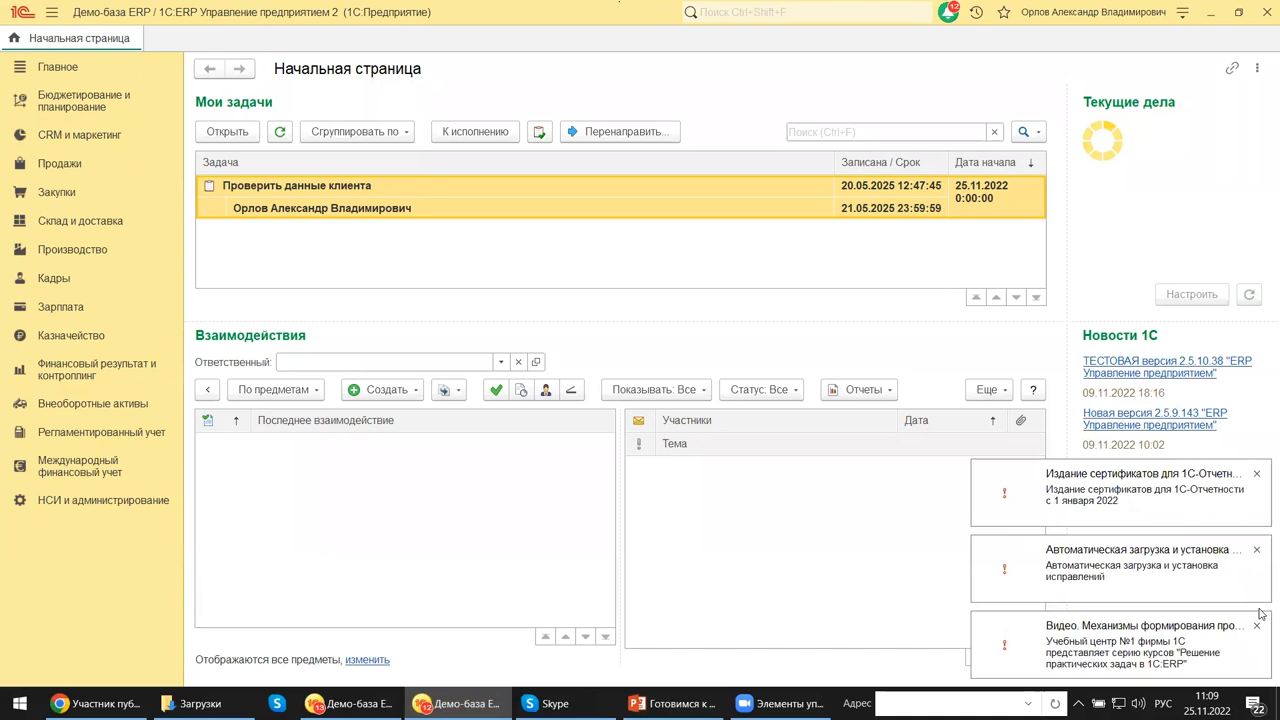 Демо-база ERP / 1C:ERP Управление предприятием 2 (1С:Предприятие)
Поиск Ctrl+Shift+F
12
Орлов Александр Владимирович
Начальная страница
Главное
Бюджетирование и
планирование
CRM и маркетинг
Продажи
Закупки
Склад и доставка
Производство
Кадры
Зарплата
Казначейство
Финансовый результат и
контроллинг
Внеоборотные активы
Регламентированный учет
Международный
финансовый учет
НСИ и администрирование
Начальная страница
Мои задачи
Открыть
Сгруппировать по
К исполнению
Перенаправить...
Поиск (Ctrl+F)
Задача
Записана / Срок
Дата начала
Проверить данные клиента
20.05.2025 12:47:45
25.11.2022
0:00:00
Орлов Александр Владимирович
21.05.2025 23:59:59
Взаимодействия
Ответственный:
По предметам
Создать
Показывать: Все
Статус: Все
Отчеты
Еще
?
Последнее взаимодействие
Участники
Дата
Тема
Отображаются все предметы, изменить
Текущие дела
Настроить
Новости 1С
ТЕСТОВАЯ версия 2.5.10.38 "ERP
Управление предприятием"
09.11.2022 18:16
Новая версия 2.5.9.143 "ERP
Управление предприятием"
09.11.2022 10:02
Издание сертификатов для 1С-Отчетн...
Издание сертификатов для 1С-Отчетности
с 1 января 2022
Автоматическая загрузка и установка ...
Автоматическая загрузка и установка
исправлений
Видео. Механизмы формирования про...
Учебный центр №1 фирмы 1С
представляет серию курсов "Решение
практических задач в 1С:ERP"
Участник пуб...
Загрузки
13
Демо-база E...
12
Демо-база E...
Skype
Готовимся к ...
Элементы уп...
Адрес
РУС
11:09
25.11.2022
22